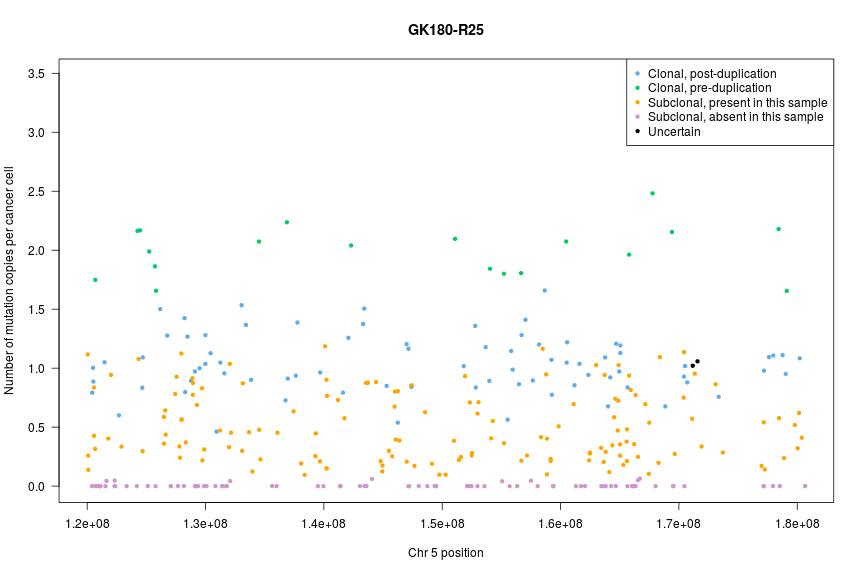 GK180-R25
Clonal, post-duplication
Clonal, pre-duplication
Subclonal, present in this sample
Subclonal, absent in this sample
Uncertain
Number of mutation copies per cancer cell
3.5
3.0
2.5
2.0
1.5
1.0
0.5
0.0
1.2e+08 1.3e+08 1.4e+08 1.5e+08 1.6e+08 1.7e+08 1.8e+08
Chr 5 position